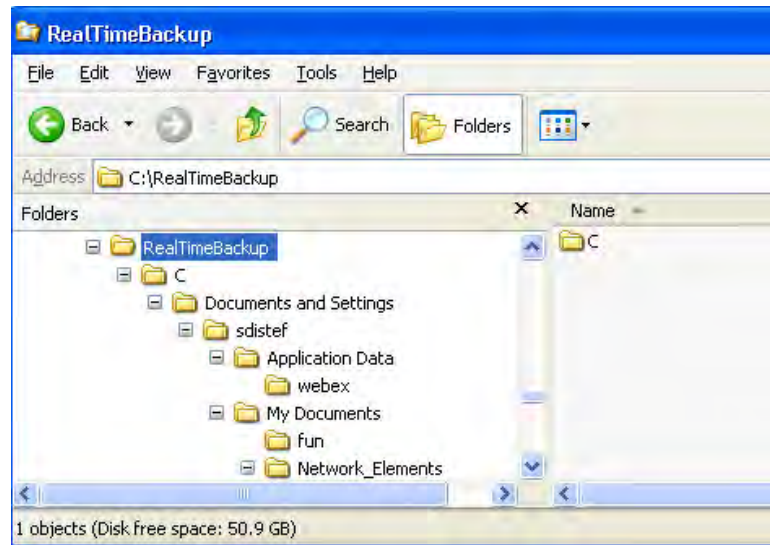 RealTimeBackup
File Edit View Favorites Tools Help
Back Search Folders
Address C:\RealTimeBackup
Folders X Name
RealTimeBackup C
C
Documents and Settings
sdistef
Application Data
webex
My Documents
fun
Network_Elements
1 objects (Disk free space: 50.9 GB)